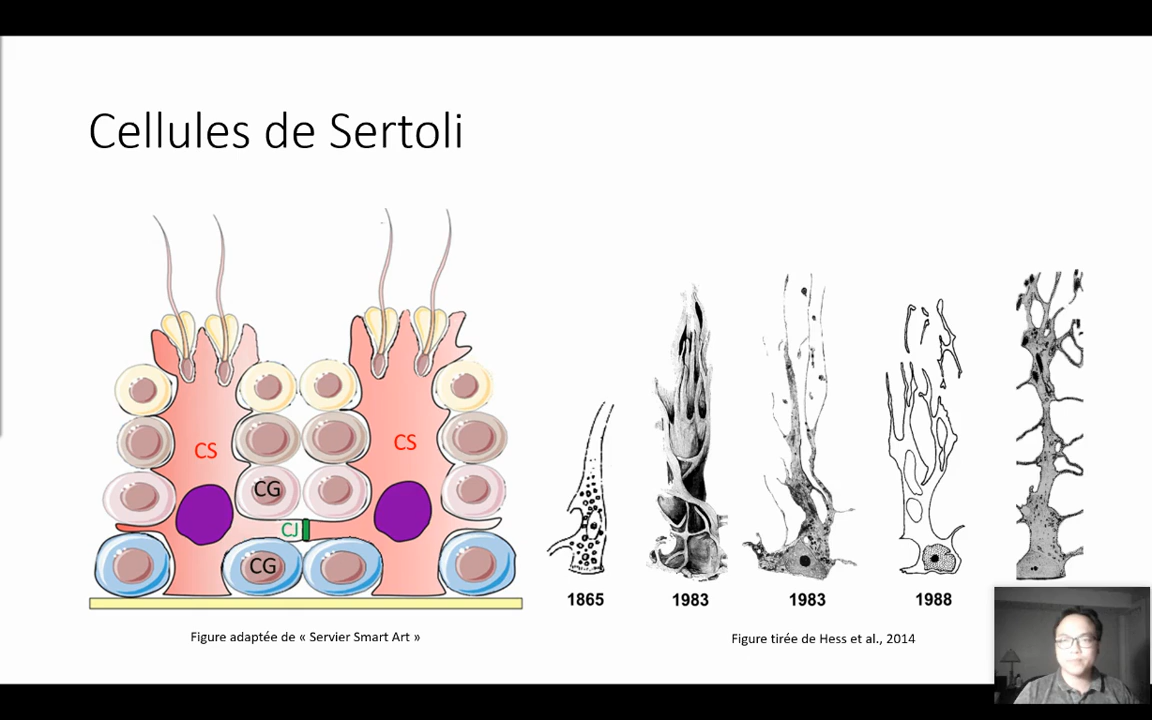 Cellules de Sertoli
CS
CS
CG
CJ
CG
1865
1983
1983
1988
Figure adaptée de « Servier Smart Art »
Figure tirée de Hess et al., 2014